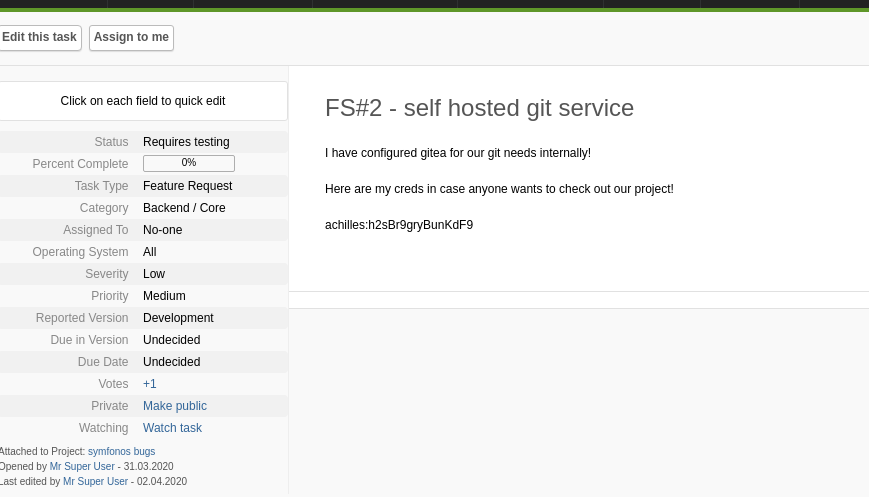 Edit this task Assign to me
Click on each field to quick edit
Status Requires testing
Percent Complete 0%
Task Type Feature Request
Category Backend / Core
Assigned To No-one
Operating System All
Severity Low
Priority Medium
Reported Version Development
Due in Version Undecided
Due Date Undecided
Votes +1
Private Make public
Watching Watch task
Attached to Project: symfonos bugs
Opened by Mr Super User - 31.03.2020
Last edited by Mr Super User - 02.04.2020
FS#2 - self hosted git service
I have configured gitea for our git needs internally!
Here are my creds in case anyone wants to check out our project!
achilles:h2sBr9gryBunKdF9